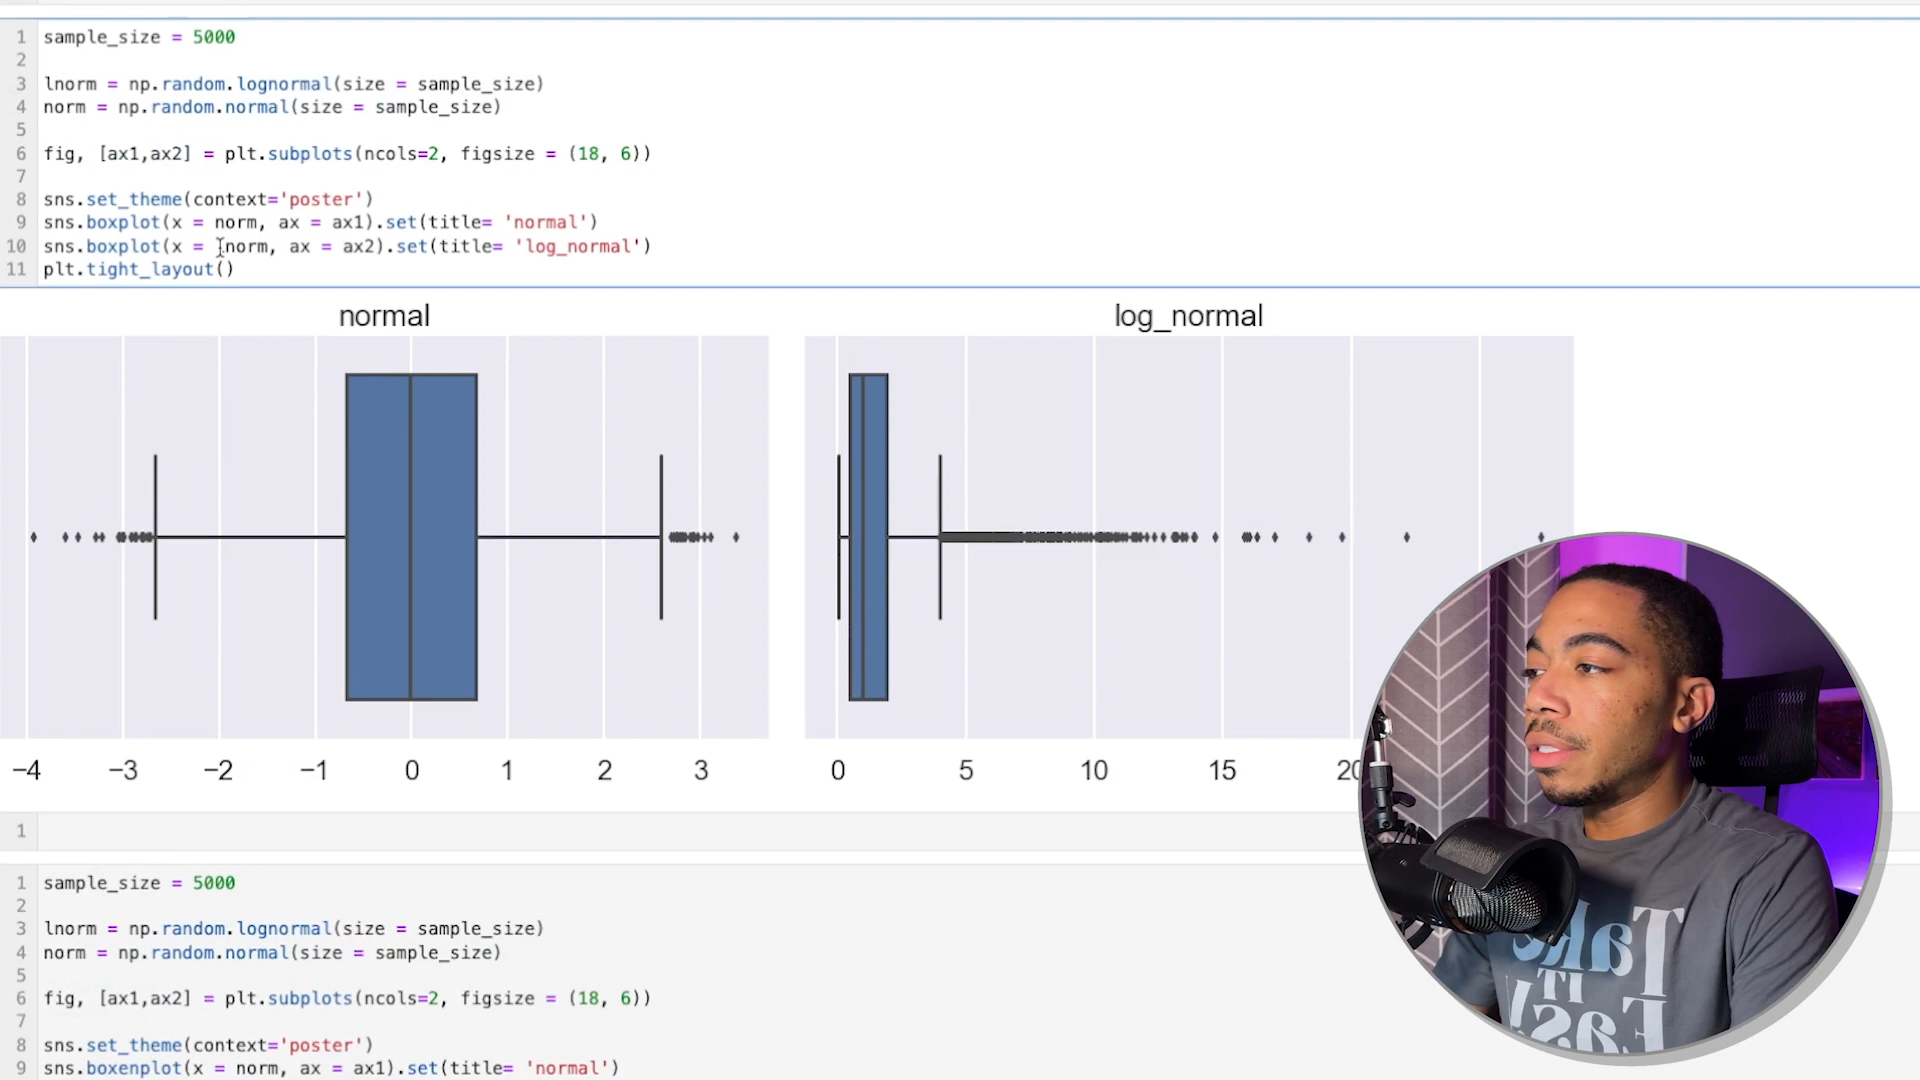 1 sample_size = 5000
2
3 lnorm = np.random.lognormal(size = sample_size)
4 norm = np.random.normal(size = sample_size)
5
6 fig, [ax1,ax2] = plt.subplots(ncols=2, figsize = (18, 6))
7
8 sns.set_theme(context='poster')
9 sns.boxplot(x = norm, ax = ax1).set(title= 'normal')
10 sns.boxplot(x = lnorm, ax = ax2).set(title= 'log_normal')
11 plt.tight_layout()
normal log_normal
−4 −3 −2 −1 0 1 2 3 0 5 10 15 20
1
1 sample_size = 5000
2
3 lnorm = np.random.lognormal(size = sample_size)
4 norm = np.random.normal(size = sample_size)
5
6 fig, [ax1,ax2] = plt.subplots(ncols=2, figsize = (18, 6))
7
8 sns.set_theme(context='poster')
9 sns.boxenplot(x = norm, ax = ax1).set(title= 'normal')
Take
IT
Easy!